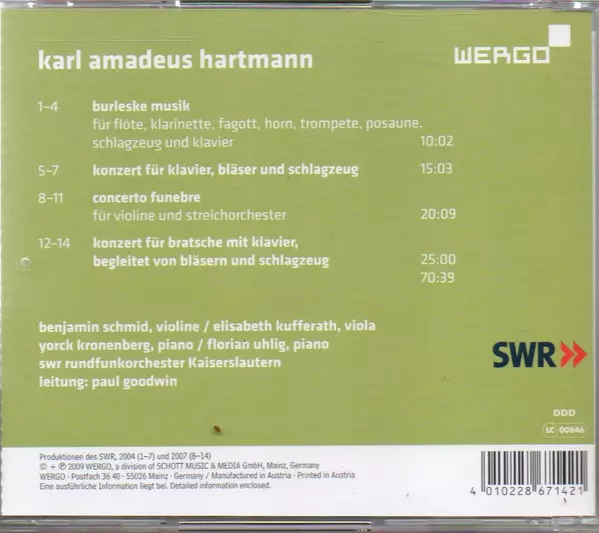 karl amadeus hartmann
WERGO
1–4 burleske musik
für flöte, klarinette, fagott, horn, trompete, posaune,
schlagzeug und klavier 10:02
5-7 konzert für klavier, bläser und schlagzeug 15:03
8-11 concerto funebre
für violine und streichorchester 20:09
12-14 konzert für bratsche mit klavier,
begleitet von bläsern und schlagzeug 25:00
70:39
benjamin schmid, violine / elisabeth kufferath, viola
yorck kronenberg, piano / florian uhlig, piano
swr rundfunkorchester Kaiserslautern
leitung: paul goodwin
SWR
DDD
LC 00846
Produktionen des SWR, 2004 (1–7) und 2007 (8–14)
© + ℗ 2009 WERGO, a division of SCHOTT MUSIC & MEDIA GmbH, Mainz, Germany
WERGO · Postfach 36 40 · 55026 Mainz · Germany / Manufactured in Austria · Printed in Austria
Eine ausführliche Information liegt bei. Detailed information enclosed.
4 010228 671421